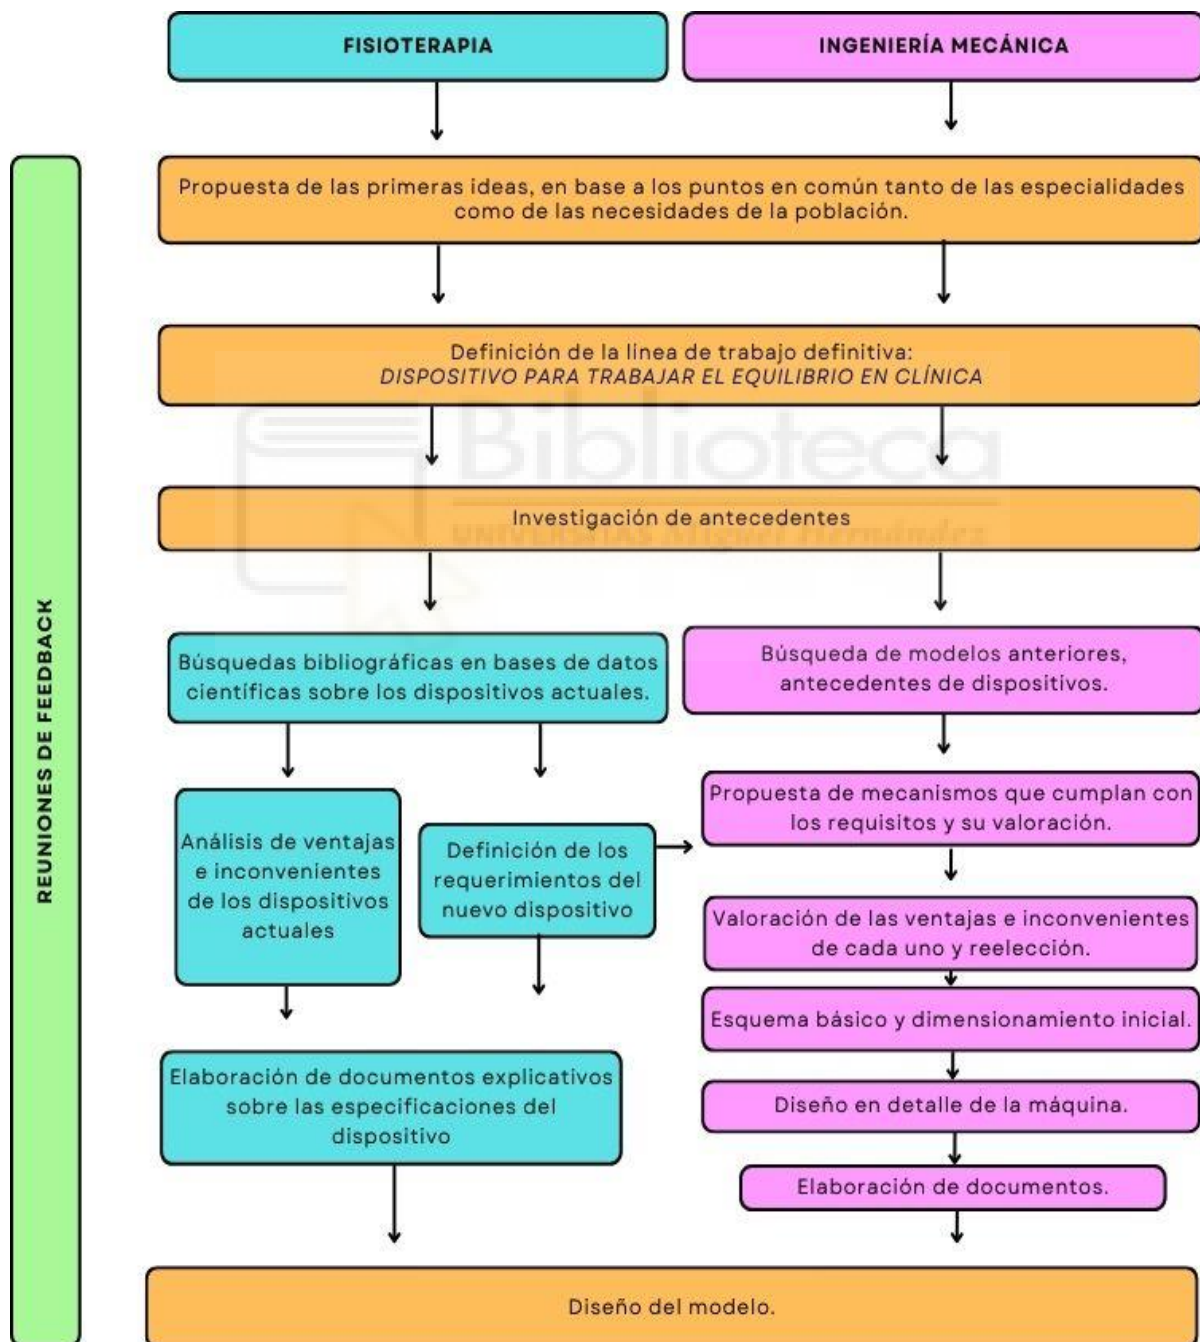 FISIOTERAPIA
INGENIERÍA MECÁNICA
REUNIONES DE FEEDBACK
Propuesta de las primeras ideas, en base a los puntos en común tanto de las especialidades
como de las necesidades de la población.
Definición de la línea de trabajo definitiva:
DISPOSITIVO PARA TRABAJAR EL EQUILIBRIO EN CLÍNICA
Biblioteca
UNIVERSITAS Miguel Hernández
Investigación de antecedentes
Búsquedas bibliográficas en bases de datos
científicas sobre los dispositivos actuales.
Búsqueda de modelos anteriores,
antecedentes de dispositivos.
Análisis de ventajas
e inconvenientes
de los dispositivos
actuales
Definición de los
requerimientos del
nuevo dispositivo
Propuesta de mecanismos que cumplan con
los requisitos y su valoración.
Valoración de las ventajas e inconvenientes
de cada uno y reelección.
Esquema básico y dimensionamiento inicial.
Diseño en detalle de la máquina.
Elaboración de documentos.
Elaboración de documentos explicativos
sobre las especificaciones del
dispositivo
Diseño del modelo.